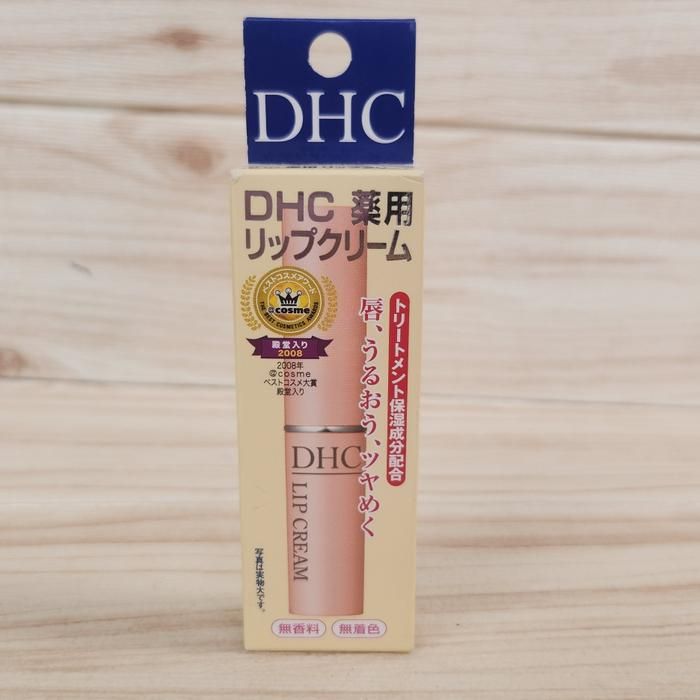 DHC
DHC 薬用
リップクリーム
ベストコスメアワード
@cosme
THE BEST COSMETICS AWARDS
殿堂入り
2008
2008年
@cosme
ベストコスメ大賞
殿堂入り
トリートメント保湿成分配合
唇、うるおう、ツヤめく
DHC
LIP CREAM
写真は実物大です。
無香料
無着色